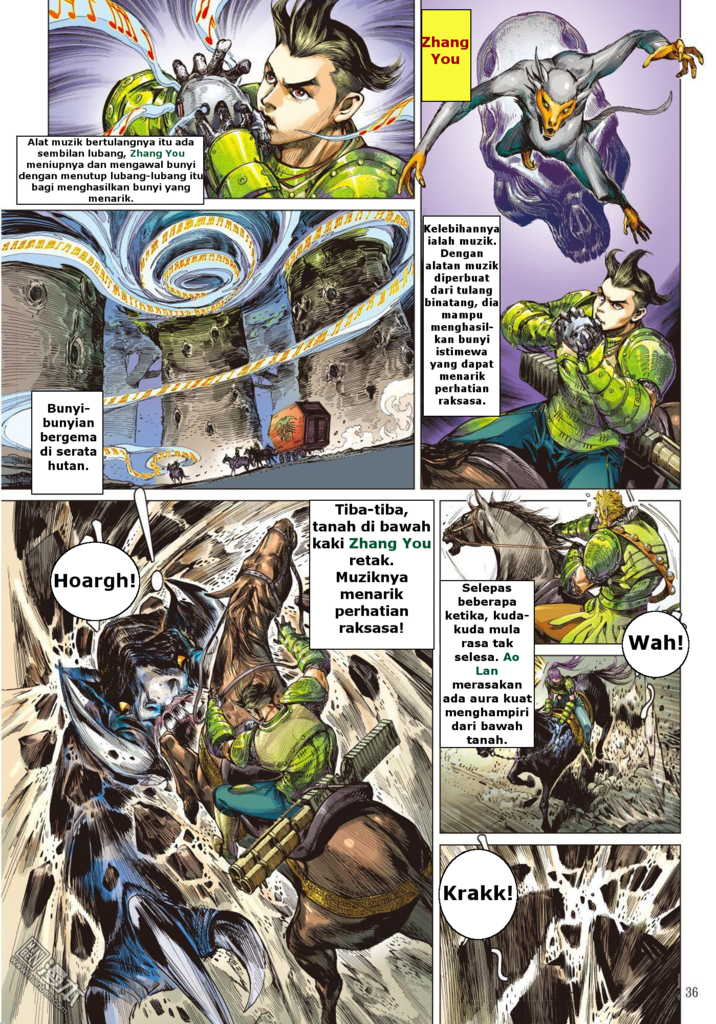 Alat muzik bertulangnya itu ada
sembilan lubang, Zhang You
meniupnya dan mengawal bunyi
dengan menutup lubang-lubang itu
bagi menghasilkan bunyi yang
menarik.
Zhang
You
Kelebihannya
ialah muzik.
Dengan
alatan muzik
diperbuat
dari tulang
binatang, dia
mampu
menghasil-
kan bunyi
istimewa
yang dapat
menarik
perhatian
raksasa.
Bunyi-
bunyian
bergema
di serata
hutan.
Hoargh!
Tiba-tiba,
tanah di bawah
kaki Zhang You
retak.
Muziknya
menarik
perhatian
raksasa!
Selepas
beberapa
ketika, kuda-
kuda mula
rasa tak
selesa. Ao
Lan
merasakan
ada aura kuat
menghampiri
dari bawah
tanah.
Wah!
Krakk!
36